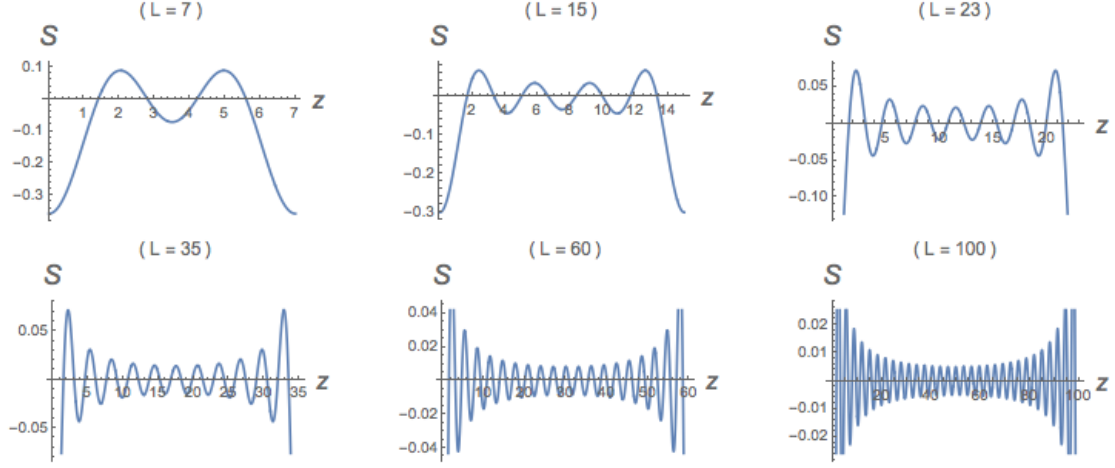 ( L = 7 )
S
0.1
-0.1
-0.2
-0.3
1 2 3 4 5 6 7
z
( L = 15 )
S
-0.1
-0.2
-0.3
2 4 6 8 10 12 14
z
( L = 23 )
S
0.05
-0.05
-0.10
5 10 15 20
z
( L = 35 )
S
0.05
-0.05
5 10 15 20 25 30 35
z
( L = 60 )
S
0.04
0.02
-0.02
-0.04
10 20 30 40 50 60
z
( L = 100 )
S
0.02
0.01
-0.01
-0.02
20 40 60 80 100
z